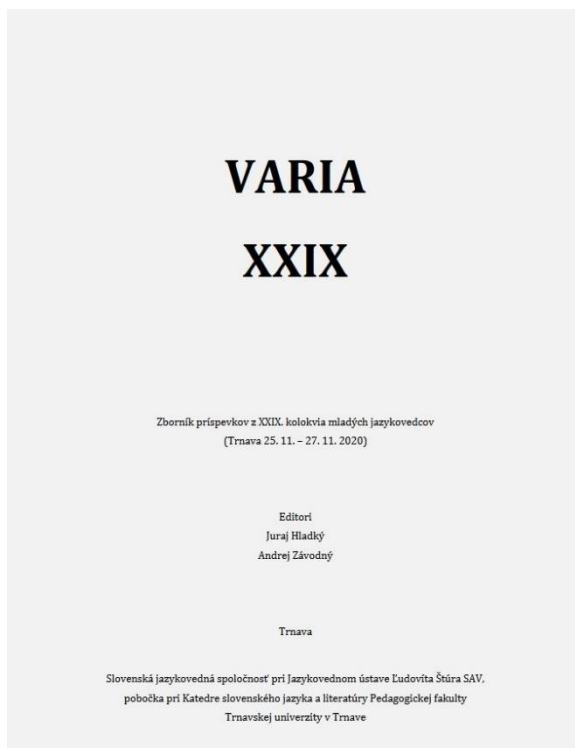 VARIA
XXIX
Zborník príspevkov z XXIX. kolokvia mladých jazykovedcov
(Trnava 25. 11. – 27. 11. 2020)
Editori
Juraj Hladký
Andrej Závodný
Trnava
Slovenská jazykovedná spoločnosť pri Jazykovednom ústave Ľudovíta Štúra SAV,
pobočka pri Katedre slovenského jazyka a literatúry Pedagogickej fakulty
Trnavskej univerzity v Trnave